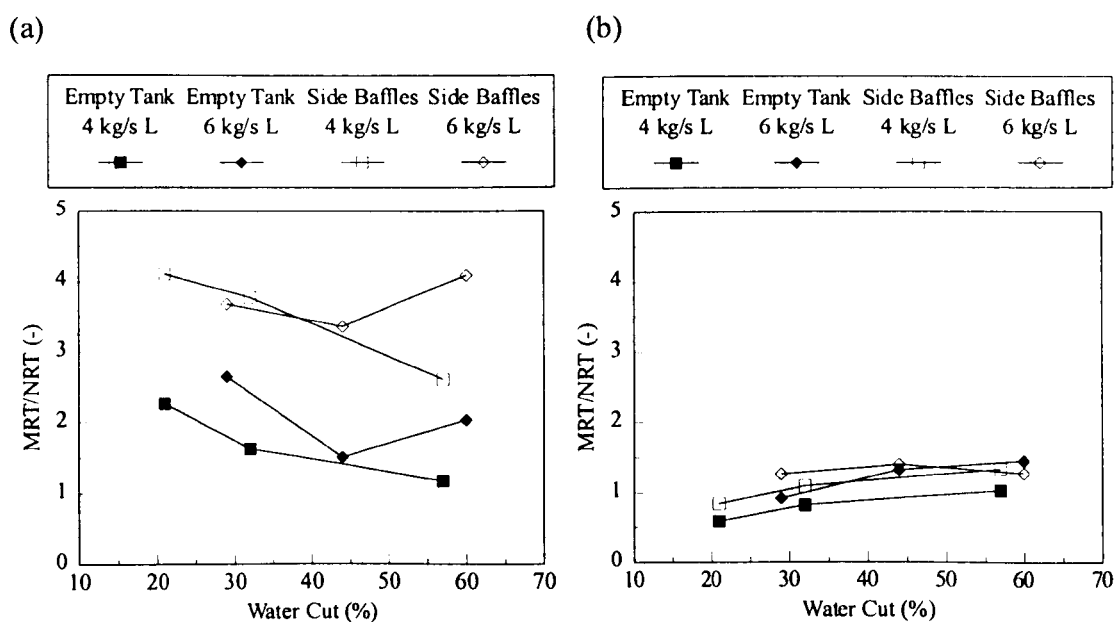 (a)
(b)
Empty Tank Empty Tank Side Baffles Side Baffles
4 kg/s L 6 kg/s L 4 kg/s L 6 kg/s L
Empty Tank Empty Tank Side Baffles Side Baffles
4 kg/s L 6 kg/s L 4 kg/s L 6 kg/s L
5
4
3
2
1
0
MRT/NRT (-)
10 20 30 40 50 60 70
Water Cut (%)
5
4
3
2
1
0
MRT/NRT (-)
10 20 30 40 50 60 70
Water Cut (%)